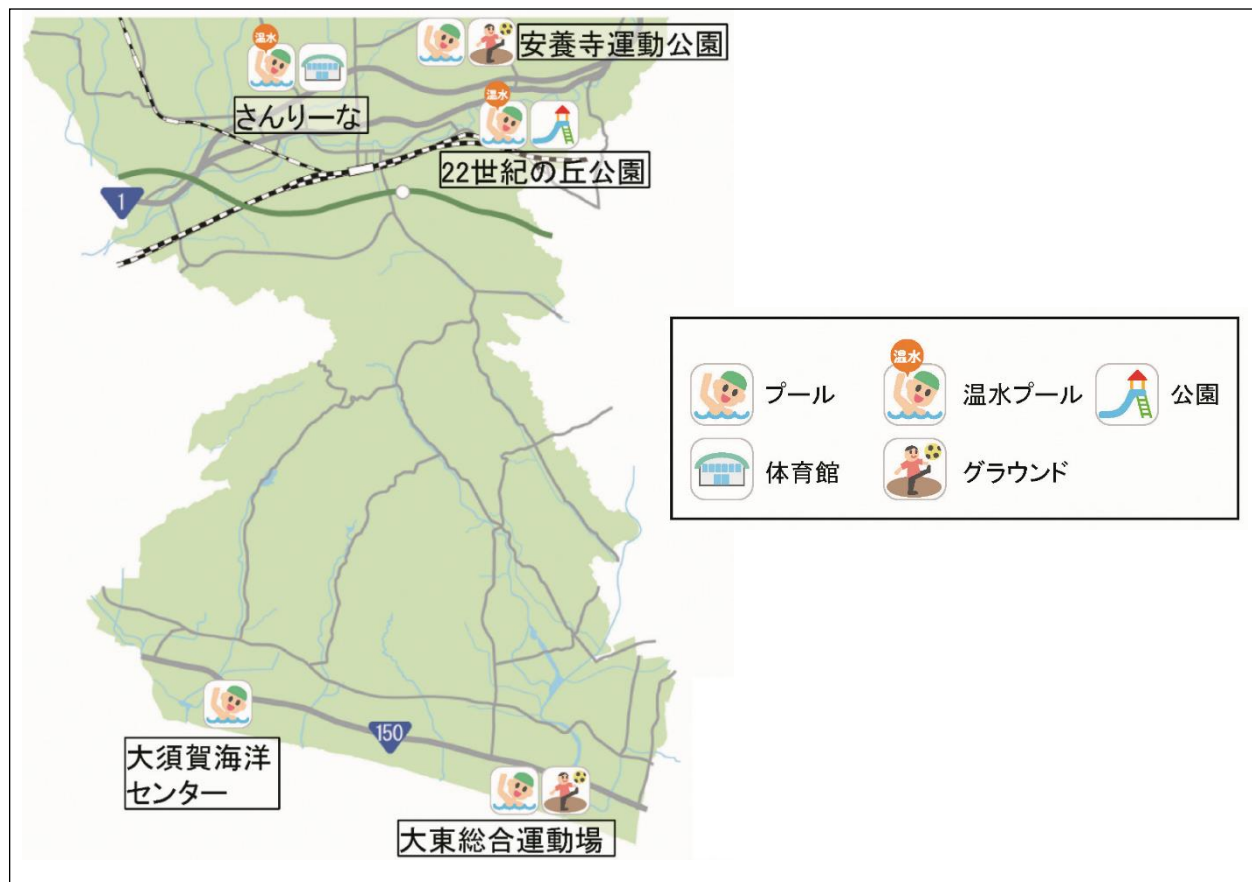 温水
安養寺運動公園
さんりーな
温水
22世紀の丘公園
1
温水
プール
温水プール
公園
体育館
グラウンド
150
大須賀海洋
センター
大東総合運動場